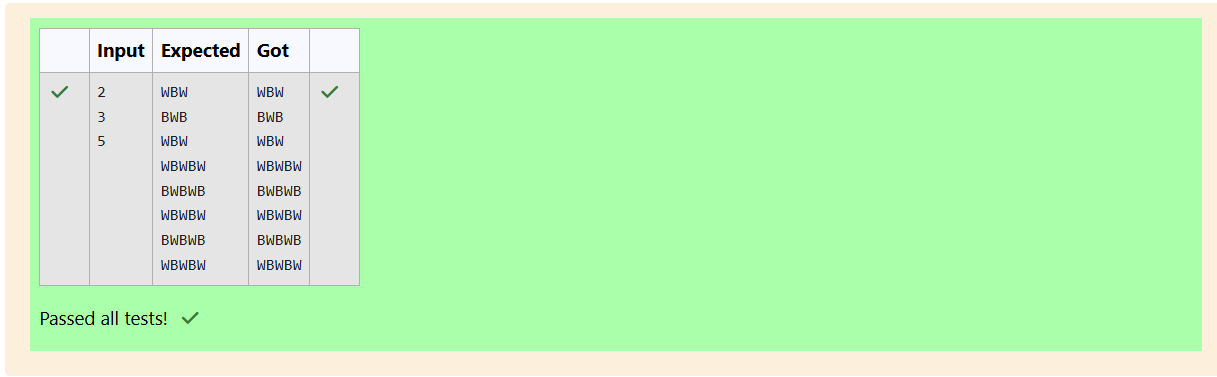 Input Expected Got
2 WBW WBW
3 BWB BWB
5 WBW WBW
WBWBW WBWBW
BWBWB BWBWB
WBWBW WBWBW
BWBWB BWBWB
WBWBW WBWBW
Passed all tests!